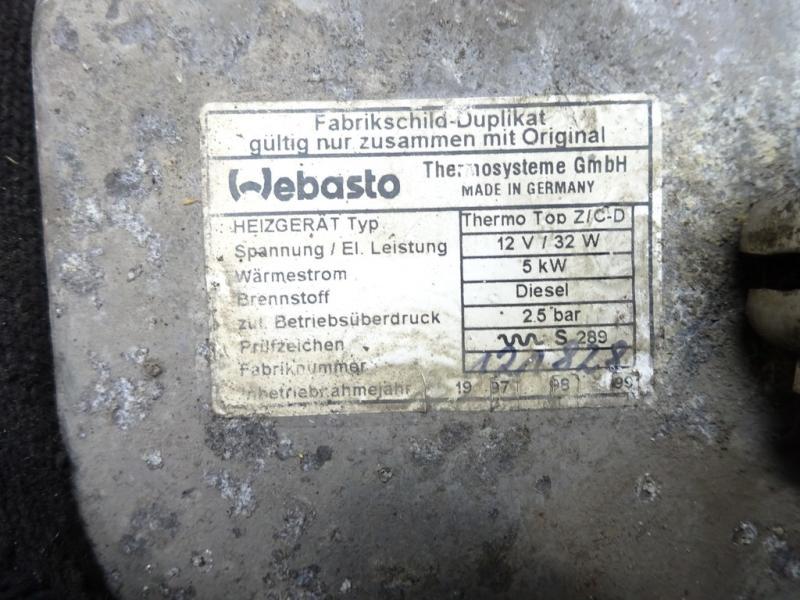 Fabrikschild-Duplikat
gültig nur zusammen mit Original
Webasto Thermosysteme GmbH
MADE IN GERMANY
HEIZGERÄT Typ Thermo Top Z/C-D
Spannung / El. Leistung 12 V / 32 W
Wärmestrom 5 kW
Brennstoff Diesel
zul. Betriebsüberdruck 2.5 bar
Prüfzeichen S 289
Fabriknummer
Inbetriebnahmejahr 19 97 98 99